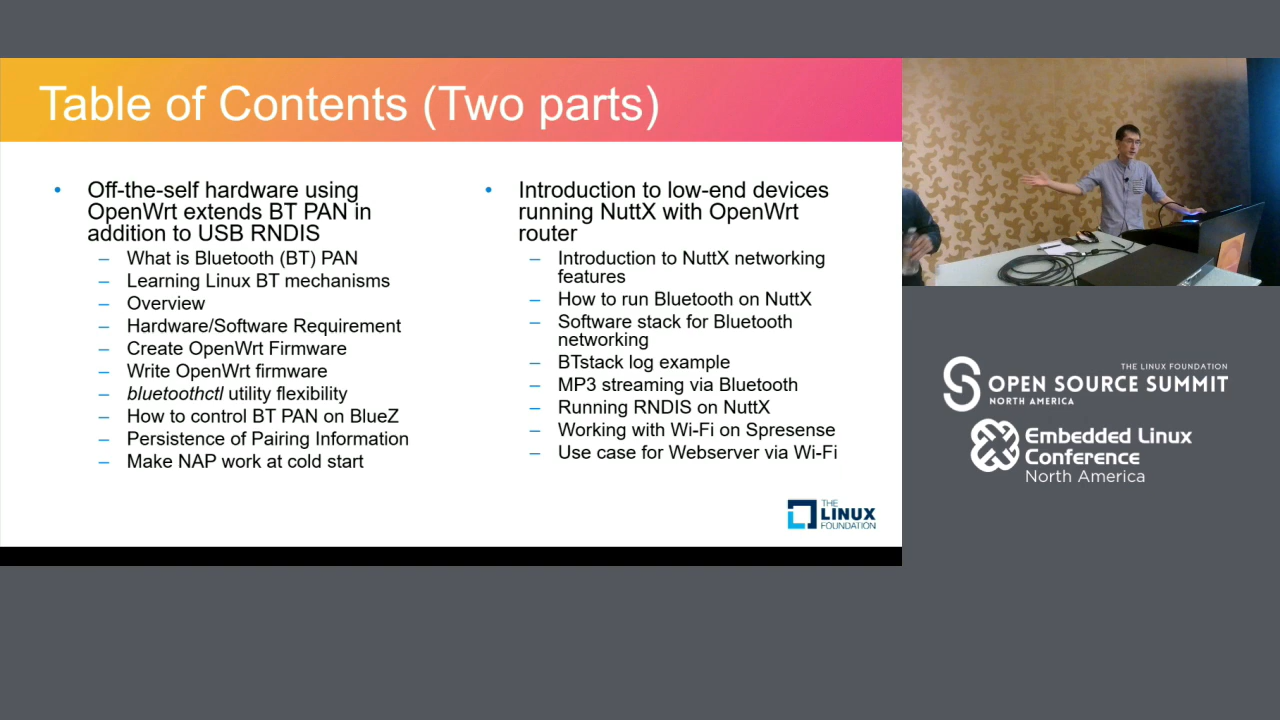 Table of Contents (Two parts)
• Off-the-self hardware using
OpenWrt extends BT PAN in
addition to USB RNDIS
– What is Bluetooth (BT) PAN
– Learning Linux BT mechanisms
– Overview
– Hardware/Software Requirement
– Create OpenWrt Firmware
– Write OpenWrt firmware
– bluetoothctl utility flexibility
– How to control BT PAN on BlueZ
– Persistence of Pairing Information
– Make NAP work at cold start
• Introduction to low-end devices
running NuttX with OpenWrt
router
– Introduction to NuttX networking
features
– How to run Bluetooth on NuttX
– Software stack for Bluetooth
networking
– BTstack log example
– MP3 streaming via Bluetooth
– Running RNDIS on NuttX
– Working with Wi-Fi on Spresense
– Use case for Webserver via Wi-Fi
THE
LINUX
FOUNDATION
THE LINUX FOUNDATION
OPEN SOURCE SUMMIT
NORTH AMERICA
Embedded Linux
Conference
North America